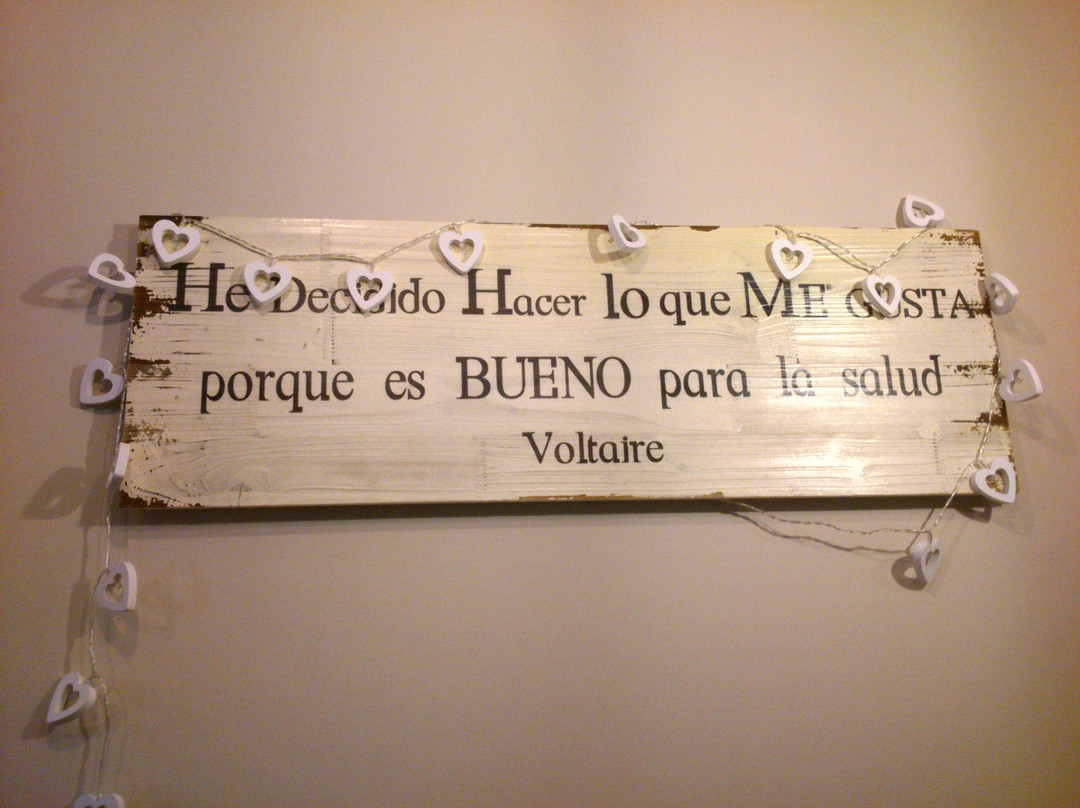 He Decidido Hacer lo que ME GUSTA
porque es BUENO para la salud
Voltaire